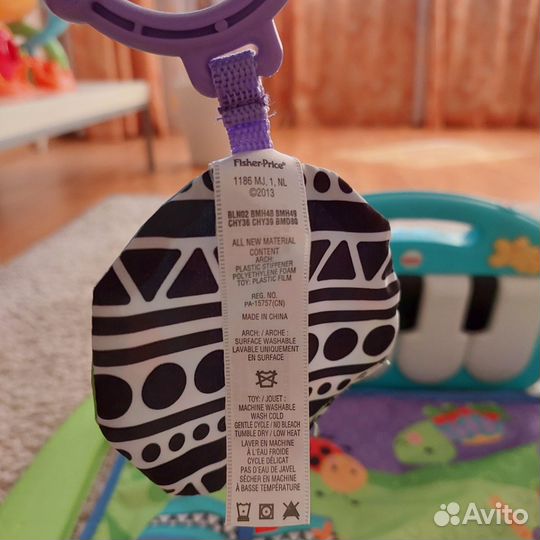 Fisher-Price®
1186 MJ, 1, NL
©2013
BLN02 BMH48 BMH49
CHY38 CHY39 BMD80
ALL NEW MATERIAL
CONTENT
ARCH:
PLASTIC STIFFENER
POLYETHYLENE FOAM
TOY: PLASTIC FILM
REG. NO.
PA-15757(CN)
MADE IN CHINA
ARCH: / ARCHE :
SURFACE WASHABLE
LAVABLE UNIQUEMENT
EN SURFACE
TOY: / JOUET :
MACHINE WASHABLE
WASH COLD
GENTLE CYCLE / NO BLEACH
TUMBLE DRY / LOW HEAT
LAVER EN MACHINE
À L'EAU FROIDE
CYCLE DÉLICAT
PAS D'EAU DE JAVEL
SÉCHER EN MACHINE
À BASSE TEMPÉRATURE
Avito